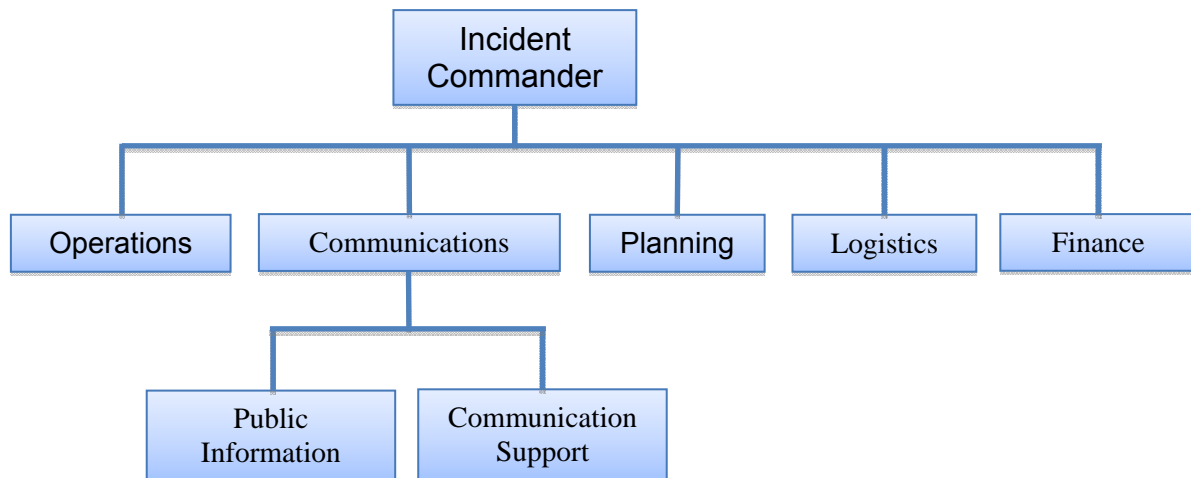 Incident
Commander
Operations
Communications
Planning
Logistics
Finance
Public
Information
Communication
Support